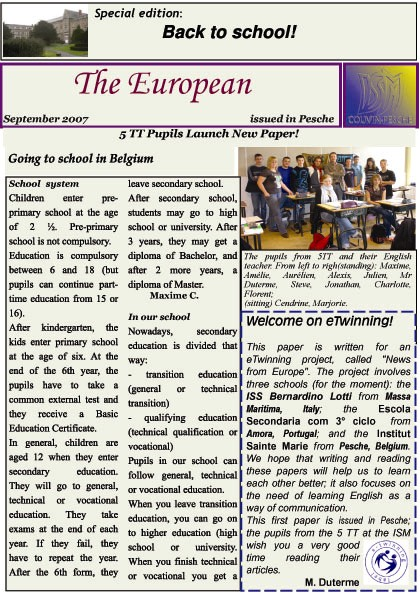 Special edition:
Back to school!
The European
September 2007
issued in Pesche
ISM
COUVIN-PESCHE
5 TT Pupils Launch New Paper!
Going to school in Belgium
School system
Children enter pre-
primary school at the age
of 2 ½. Pre-primary
school is not compulsory.
Education is compulsory
between 6 and 18 (but
pupils can continue part-
time education from 15 or
16).
After kindergarten, the
kids enter primary school
at the age of six. At the
end of the 6th year, the
pupils have to take a
common external test and
they receive a Basic
Education Certificate.
In general, children are
aged 12 when they enter
secondary education.
They will go to general,
technical or vocational
education. They take
exams at the end of each
year. If they fail, they
have to repeat the year.
After the 6th form, they
leave secondary school.
After secondary school,
students may go to high
school or university. After
3 years, they may get a
diploma of Bachelor, and
after 2 more years, a
diploma of Master.
Maxime C.
In our school
Nowadays, secondary
education is divided that
way:
- transition education
(general or technical
transition)
- qualifying education
(technical qualification or
vocational)
Pupils in our school can
follow general, technical
or vocational education.
When you leave transition
education, you can go on
to higher education (high
school or university.
When you finish technical
or vocational you get a
The pupils from 5TT and their English
teacher. From left to righ(standing): Maxime,
Amélie, Aurélien, Alexis, Julien, Mr
Duterme, Steve, Jonathan, Charlotte,
Florent;
(sitting) Cendrine, Marjorie.
Welcome on eTwinning!
This paper is written for an
eTwinning project, called "News
from Europe". The project involves
three schools (for the moment): the
ISS Bernardino Lotti from Massa
Maritima, Italy; the Escola
Secondaria com 3° ciclo from
Amora, Portugal; and the Institut
Sainte Marie from Pesche, Belgium.
We hope that writing and reading
these papers will help us to learn
each other better; it also focuses on
the need of learning English as a
way of communication.
This first paper is issued in Pesche;
the pupils from the 5 TT at the ISM
wish you a very good
time reading their
articles.
M. Duterme